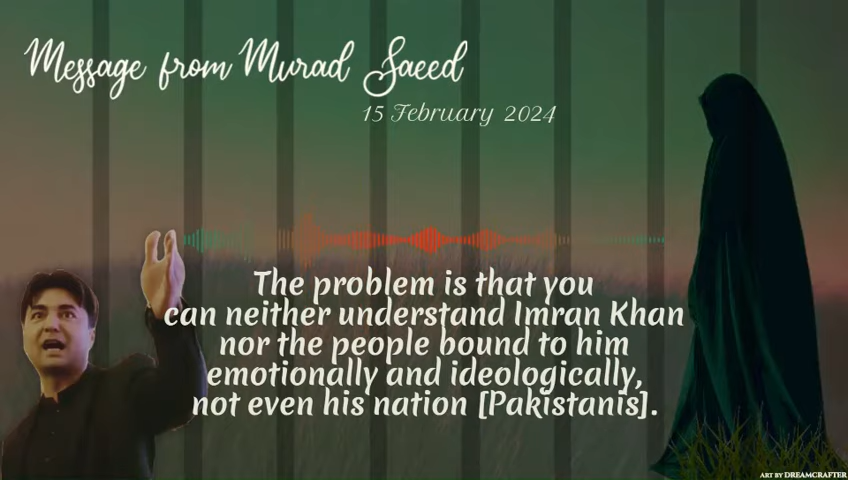 Message from Murad Saeed
15 February 2024
The problem is that you
can neither understand Imran Khan
nor the people bound to him
emotionally and ideologically,
not even his nation [Pakistanis].
ART BY DREAMCRAFTER